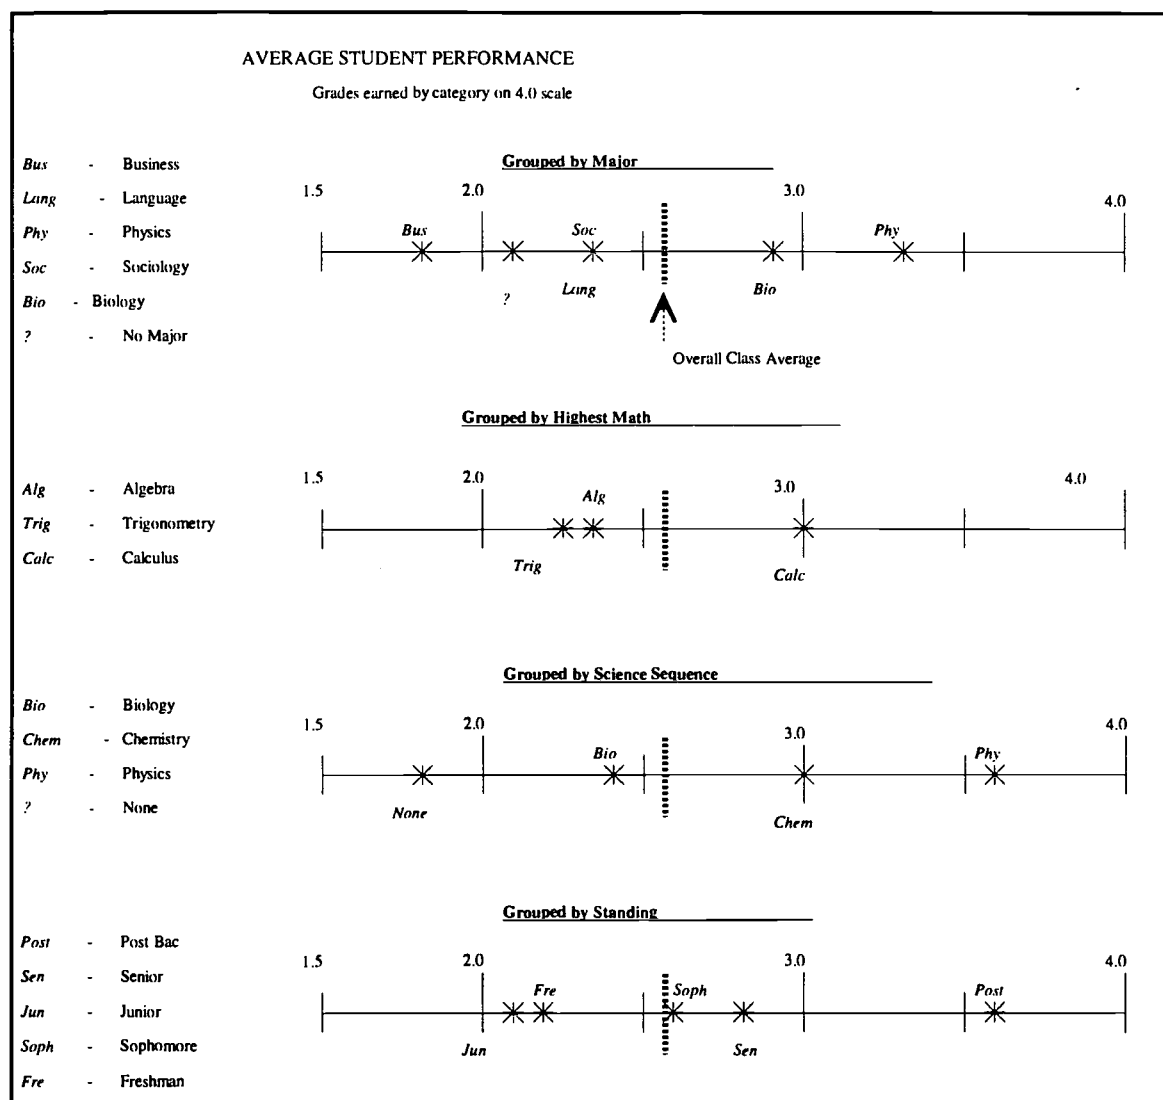 AVERAGE STUDENT PERFORMANCE
Grades earned by category on 4.0 scale
Bus - Business
Lang - Language
Phy - Physics
Soc - Sociology
Bio - Biology
? - No Major
Grouped by Major
1.5 2.0 3.0 4.0
Bus Soc Phy
? Lang Bio
Overall Class Average
Grouped by Highest Math
Alg - Algebra
Trig - Trigonometry
Calc - Calculus
1.5 2.0 3.0 4.0
Alg
Trig Calc
Grouped by Science Sequence
Bio - Biology
Chem - Chemistry
Phy - Physics
? - None
1.5 2.0 3.0 4.0
Bio Phy
None Chem
Grouped by Standing
Post - Post Bac
Sen - Senior
Jun - Junior
Soph - Sophomore
Fre - Freshman
1.5 2.0 3.0 4.0
Fre Soph Post
Jun Sen